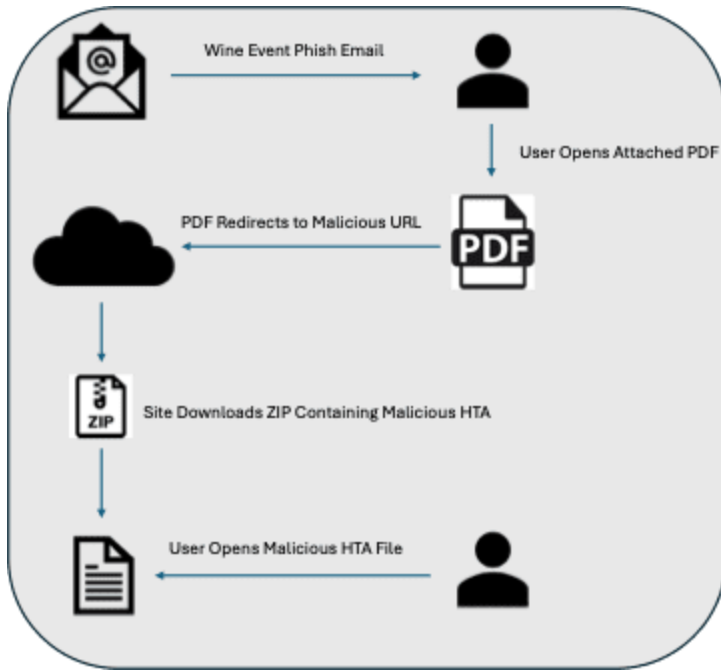 Wine Event Phish Email
@
User Opens Attached PDF
PDF Redirects to Malicious URL
PDF
ZIP
Site Downloads ZIP Containing Malicious HTA
User Opens Malicious HTA File